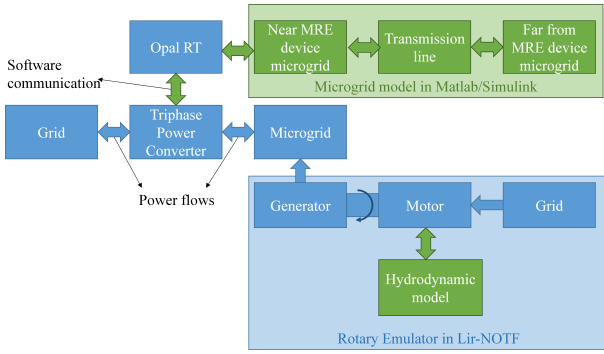 Opal RT
Near MRE
device
microgrid
Transmission
line
Far from
MRE device
microgrid
Microgrid model in Matlab/Simulink
Software
communication
Grid
Triphase
Power
Converter
Microgrid
Power flows
Generator
Motor
Grid
Hydrodynamic
model
Rotary Emulator in Lir-NOTF